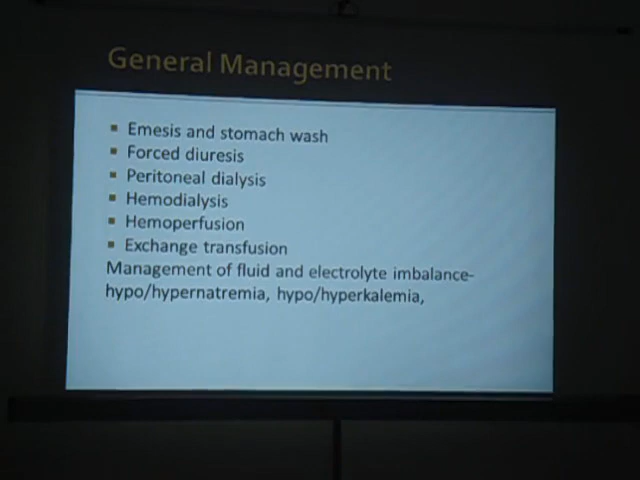 General Management
▪ Emesis and stomach wash
▪ Forced diuresis
▪ Peritoneal dialysis
▪ Hemodialysis
▪ Hemoperfusion
▪ Exchange transfusion
Management of fluid and electrolyte imbalance-
hypo/hypernatremia, hypo/hyperkalemia,